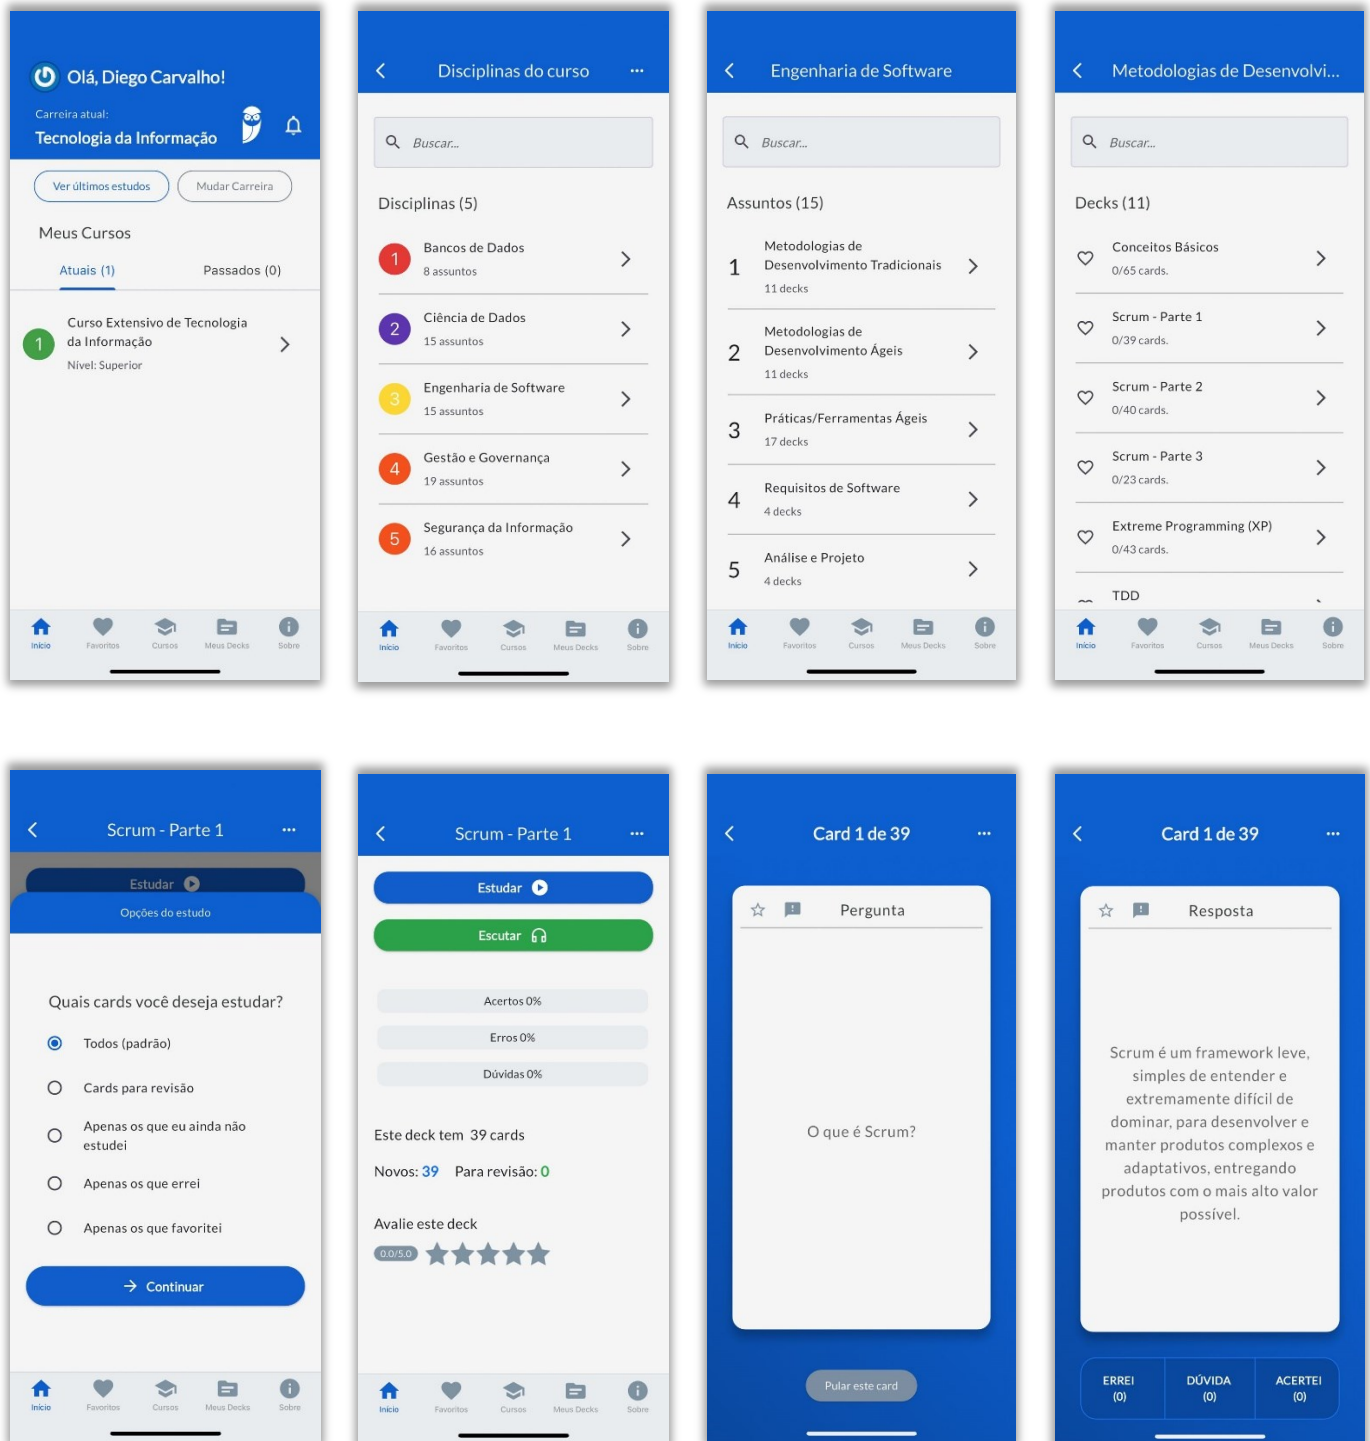 Olá, Diego Carvalho!
Carreira atual:
Tecnologia da Informação
Ver últimos estudos
Mudar Carreira
Meus Cursos
Atuais (1)
Passados (0)
1
Curso Extensivo de Tecnologia
da Informação
Nível: Superior
Início
Favoritos
Cursos
Meus Decks
Sobre
Disciplinas do curso
Buscar...
Disciplinas (5)
1
Bancos de Dados
8 assuntos
2
Ciência de Dados
15 assuntos
3
Engenharia de Software
15 assuntos
4
Gestão e Governança
19 assuntos
5
Segurança da Informação
16 assuntos
Início
Favoritos
Cursos
Meus Decks
Sobre
Engenharia de Software
Buscar...
Assuntos (15)
1
Metodologias de
Desenvolvimento Tradicionais
11 decks
2
Metodologias de
Desenvolvimento Ágeis
11 decks
3
Práticas/Ferramentas Ágeis
17 decks
4
Requisitos de Software
4 decks
5
Análise e Projeto
4 decks
Início
Favoritos
Cursos
Meus Decks
Sobre
Metodologias de Desenvolvi...
Buscar...
Decks (11)
Conceitos Básicos
0/65 cards.
Scrum - Parte 1
0/39 cards.
Scrum - Parte 2
0/40 cards.
Scrum - Parte 3
0/23 cards.
Extreme Programming (XP)
0/43 cards.
TDD
Início
Favoritos
Cursos
Meus Decks
Sobre
Scrum - Parte 1
Estudar
Opções do estudo
Quais cards você deseja estudar?
Todos (padrão)
Cards para revisão
Apenas os que eu ainda não
estudei
Apenas os que errei
Apenas os que favoritei
Continuar
Início
Favoritos
Cursos
Meus Decks
Sobre
Scrum - Parte 1
Estudar
Escutar
Acertos 0%
Erros 0%
Dúvidas 0%
Este deck tem 39 cards
Novos: 39 Para revisão: 0
Avalie este deck
0.0/5.0
Início
Favoritos
Cursos
Meus Decks
Sobre
Card 1 de 39
Pergunta
O que é Scrum?
Pular este card
Card 1 de 39
Resposta
Scrum é um framework leve,
simples de entender e
extremamente difícil de
dominar, para desenvolver e
manter produtos complexos e
adaptativos, entregando
produtos com o mais alto valor
possível.
ERREI
(0)
DÚVIDA
(0)
ACERTEI
(0)